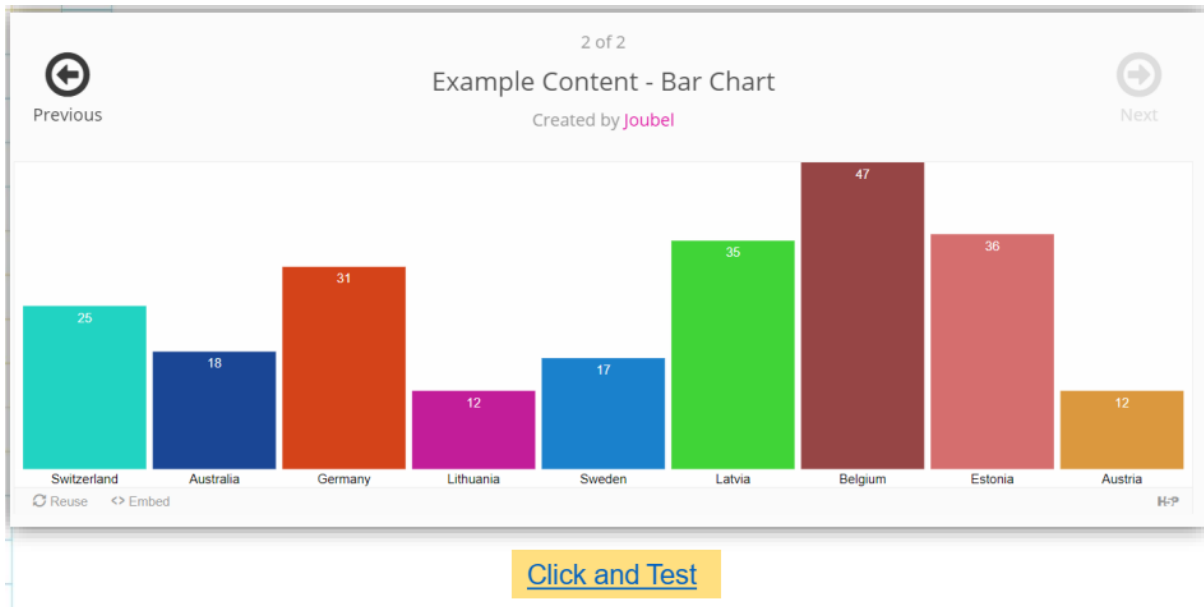 2 of 2
Example Content - Bar Chart
Previous
Next
Created by Joubel
47
36
35
31
25
18
17
12
12
Switzerland Australia Germany Lithuania Sweden Latvia Belgium Estonia Austria
Reuse <> Embed
H5P
Click and Test